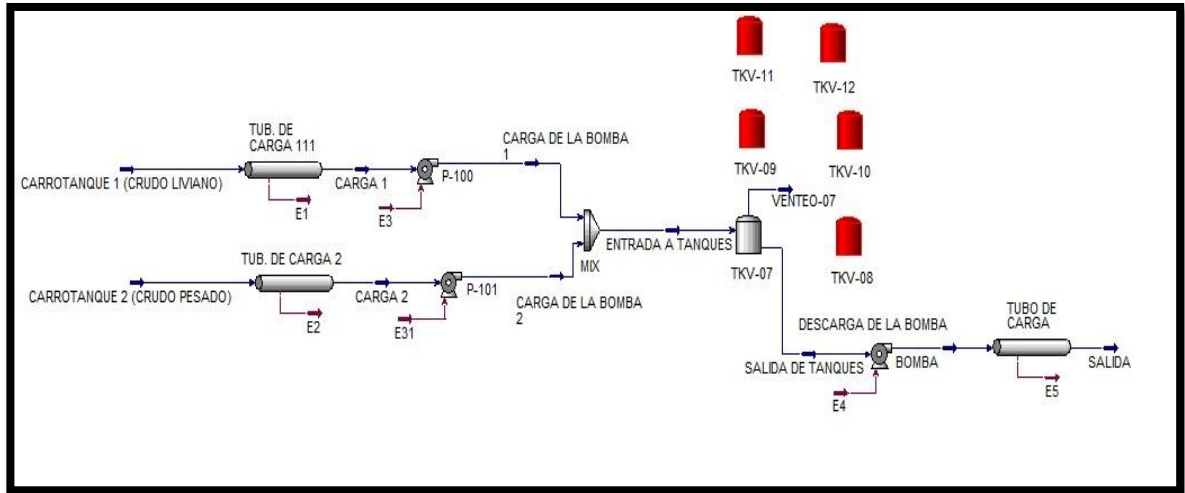 TKV-11
TKV-12
TUB. DE
CARGA 111
CARGA DE LA BOMBA
1
TKV-09
TKV-10
CARROTANQUE 1 (CRUDO LIVIANO)
CARGA 1
P-100
VENTEO-07
E1
E3
ENTRADA A TANQUES
TKV-07
TKV-08
MIX
TUB. DE CARGA 2
CARROTANQUE 2 (CRUDO PESADO)
CARGA 2
P-101
CARGA DE LA BOMBA
2
E2
E31
DESCARGA DE LA BOMBA
TUBO DE
CARGA
SALIDA DE TANQUES
BOMBA
SALIDA
E4
E5